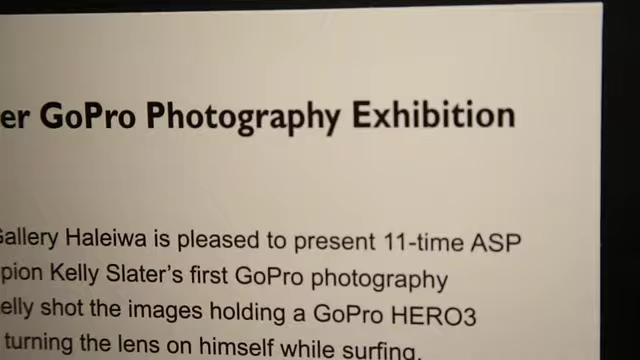 er GoPro Photography Exhibition
Gallery Haleiwa is pleased to present 11-time ASP
pion Kelly Slater's first GoPro photography
elly shot the images holding a GoPro HERO3
turning the lens on himself while surfing.